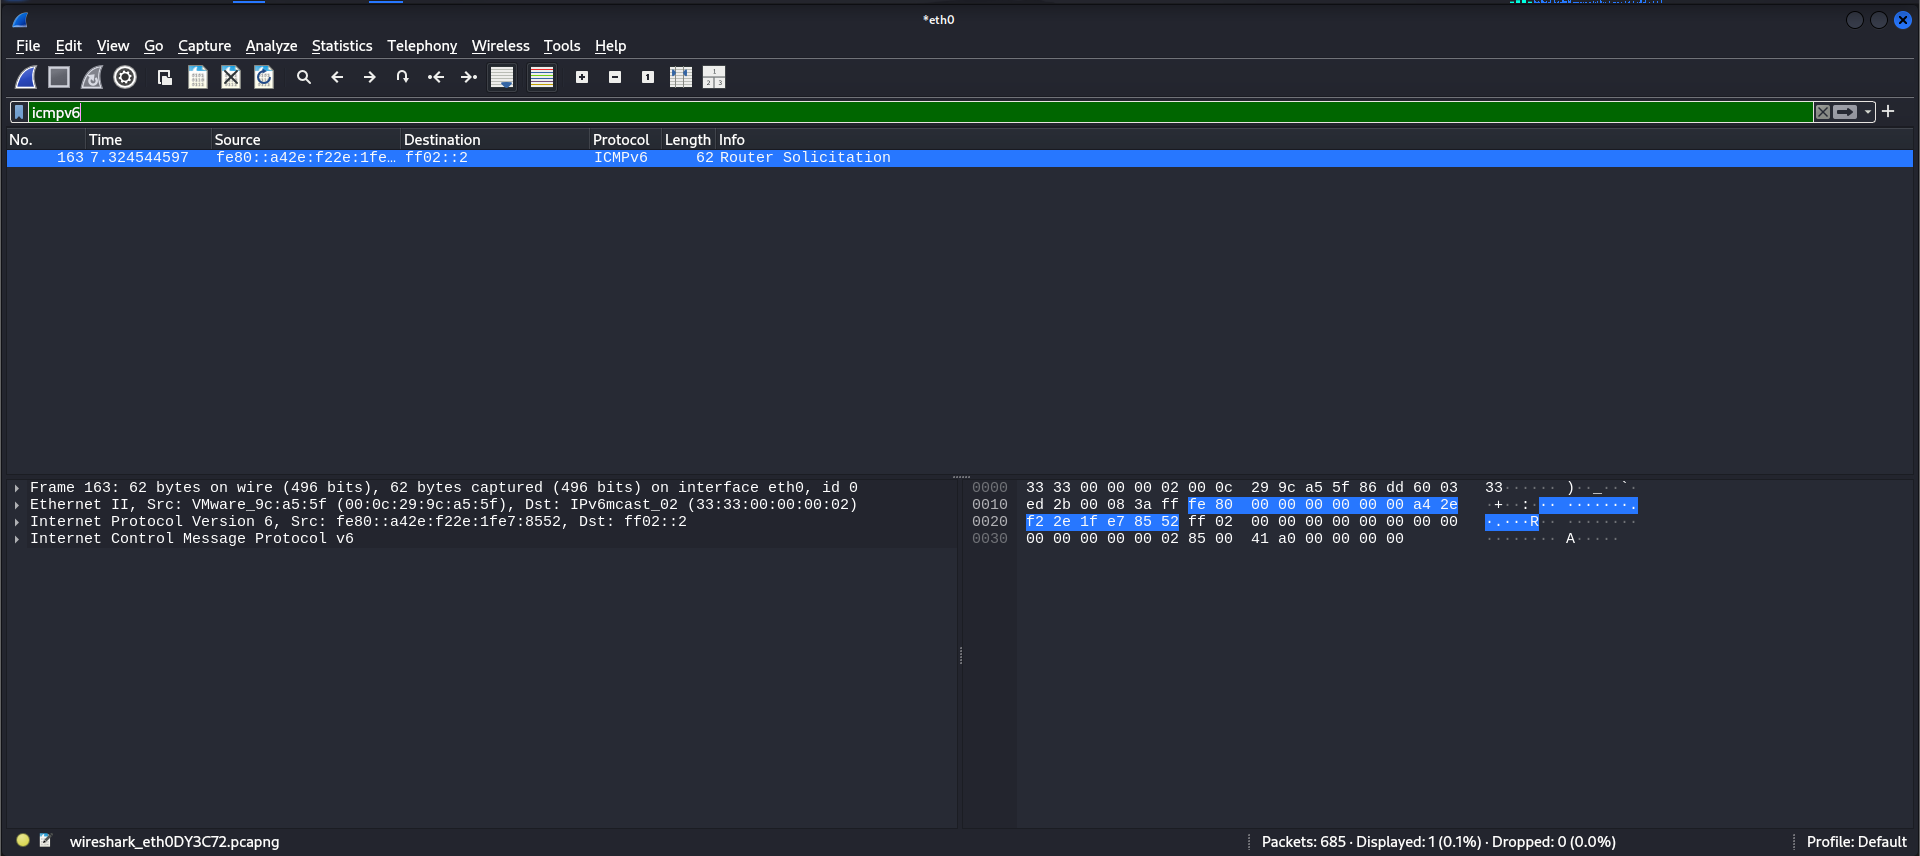 *eth0
File Edit View Go Capture Analyze Statistics Telephony Wireless Tools Help
icmpv6
No. Time Source Destination Protocol Length Info
163 7.324544597 fe80::a42e:f22e:1fe… ff02::2 ICMPv6 62 Router Solicitation
Frame 163: 62 bytes on wire (496 bits), 62 bytes captured (496 bits) on interface eth0, id 0
Ethernet II, Src: VMware_9c:a5:5f (00:0c:29:9c:a5:5f), Dst: IPv6mcast_02 (33:33:00:00:00:02)
Internet Protocol Version 6, Src: fe80::a42e:f22e:1fe7:8552, Dst: ff02::2
Internet Control Message Protocol v6
0000 33 33 00 00 00 02 00 0c 29 9c a5 5f 86 dd 60 03 33······ )··_··`·
0010 ed 2b 00 08 3a ff fe 80 00 00 00 00 00 00 a4 2e ·+··:··· ·······.
0020 f2 2e 1f e7 85 52 ff 02 00 00 00 00 00 00 00 00 ·.···R·· ········
0030 00 00 00 00 00 02 85 00 41 a0 00 00 00 00 ········ A·····
wireshark_eth0DY3C72.pcapng
Packets: 685 · Displayed: 1 (0.1%) · Dropped: 0 (0.0%)
Profile: Default